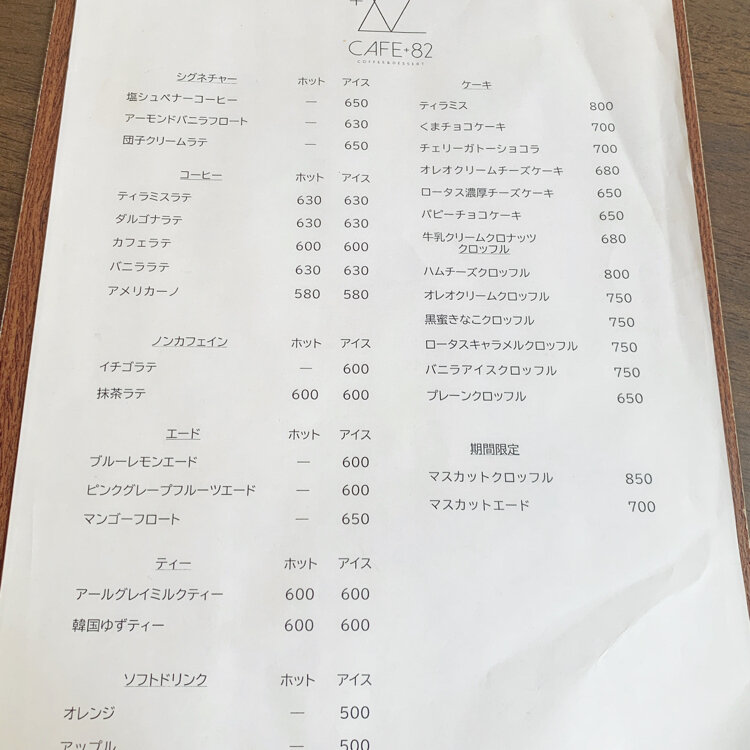 CAFE+82
COFFEE&DESSERT
シグネチャー ホット アイス
塩シュペナーコーヒー — 650
アーモンドバニラフロート — 630
団子クリームラテ — 650
コーヒー ホット アイス
ティラミスラテ 630 630
ダルゴナラテ 630 630
カフェラテ 600 600
バニララテ 630 630
アメリカーノ 580 580
ノンカフェイン ホット アイス
イチゴラテ — 600
抹茶ラテ 600 600
エード ホット アイス
ブルーレモンエード — 600
ピンクグレープフルーツエード — 600
マンゴーフロート — 650
ティー ホット アイス
アールグレイミルクティー 600 600
韓国ゆずティー 600 600
ソフトドリンク ホット アイス
オレンジ — 500
アップル — 500
ケーキ
ティラミス 800
くまチョコケーキ 700
チェリーガトーショコラ 700
オレオクリームチーズケーキ 680
ロータス濃厚チーズケーキ 650
パピーチョコケーキ 650
牛乳クリームクロナッツ 680
クロッフル
ハムチーズクロッフル 800
オレオクリームクロッフル 750
黒蜜きなこクロッフル 750
ロータスキャラメルクロッフル 750
バニラアイスクロッフル 750
プレーンクロッフル 650
期間限定
マスカットクロッフル 850
マスカットエード 700